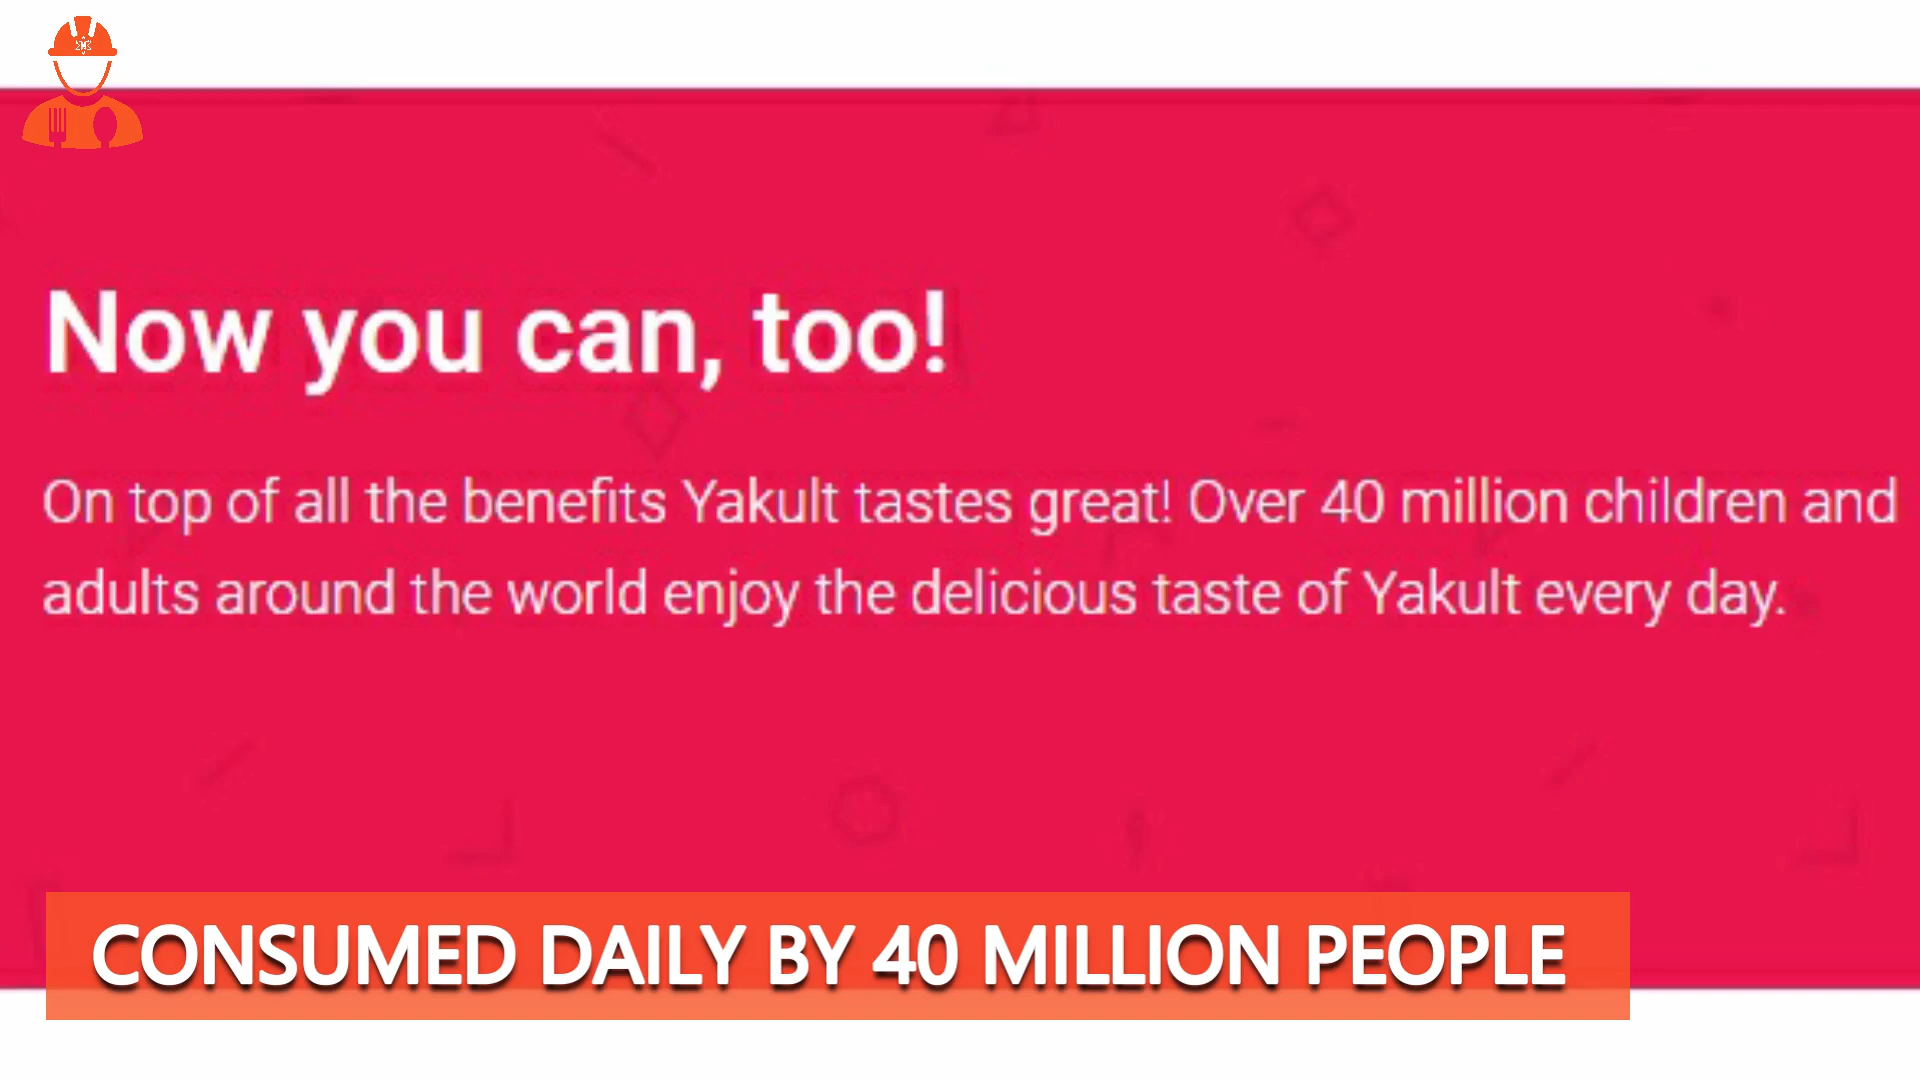 Now you can, too!
On top of all the benefits Yakult tastes great! Over 40 million children and
adults around the world enjoy the delicious taste of Yakult every day.
CONSUMED DAILY BY 40 MILLION PEOPLE